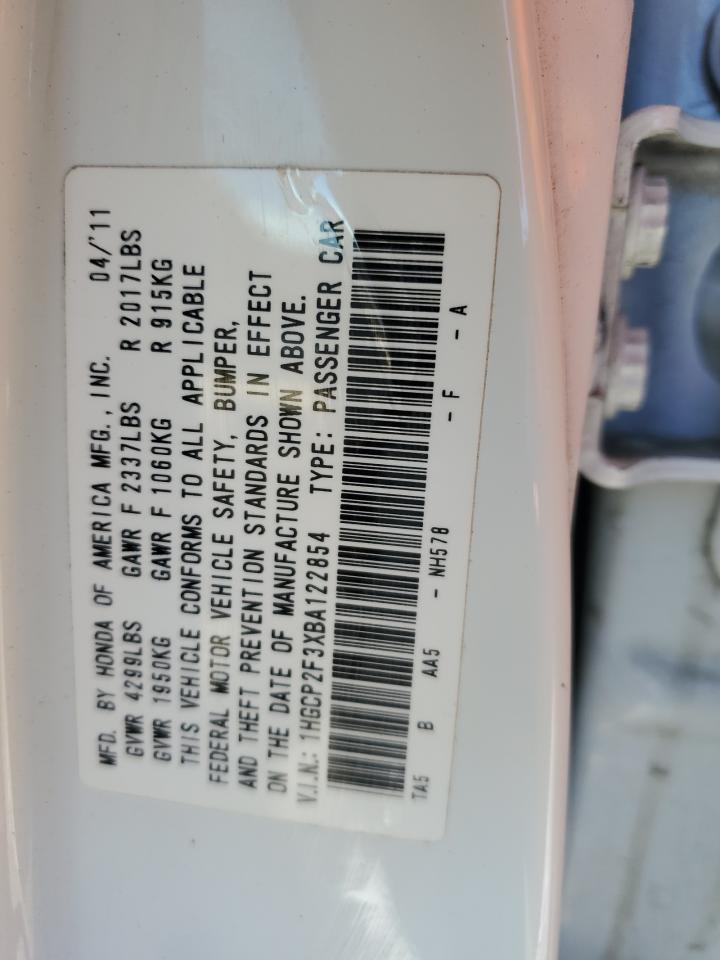 MFD. BY HONDA OF AMERICA MFG., INC. 04/'11
GVWR 4299LBS GAWR F 2337LBS R 2017LBS
GVWR 1950KG GAWR F 1060KG R 915KG
THIS VEHICLE CONFORMS TO ALL APPLICABLE
FEDERAL MOTOR VEHICLE SAFETY, BUMPER,
AND THEFT PREVENTION STANDARDS IN EFFECT
ON THE DATE OF MANUFACTURE SHOWN ABOVE.
V.I.N.: 1HGCP2F3XBA122854 TYPE: PASSENGER CAR
TA5 B AA5 - NH578 - F - A